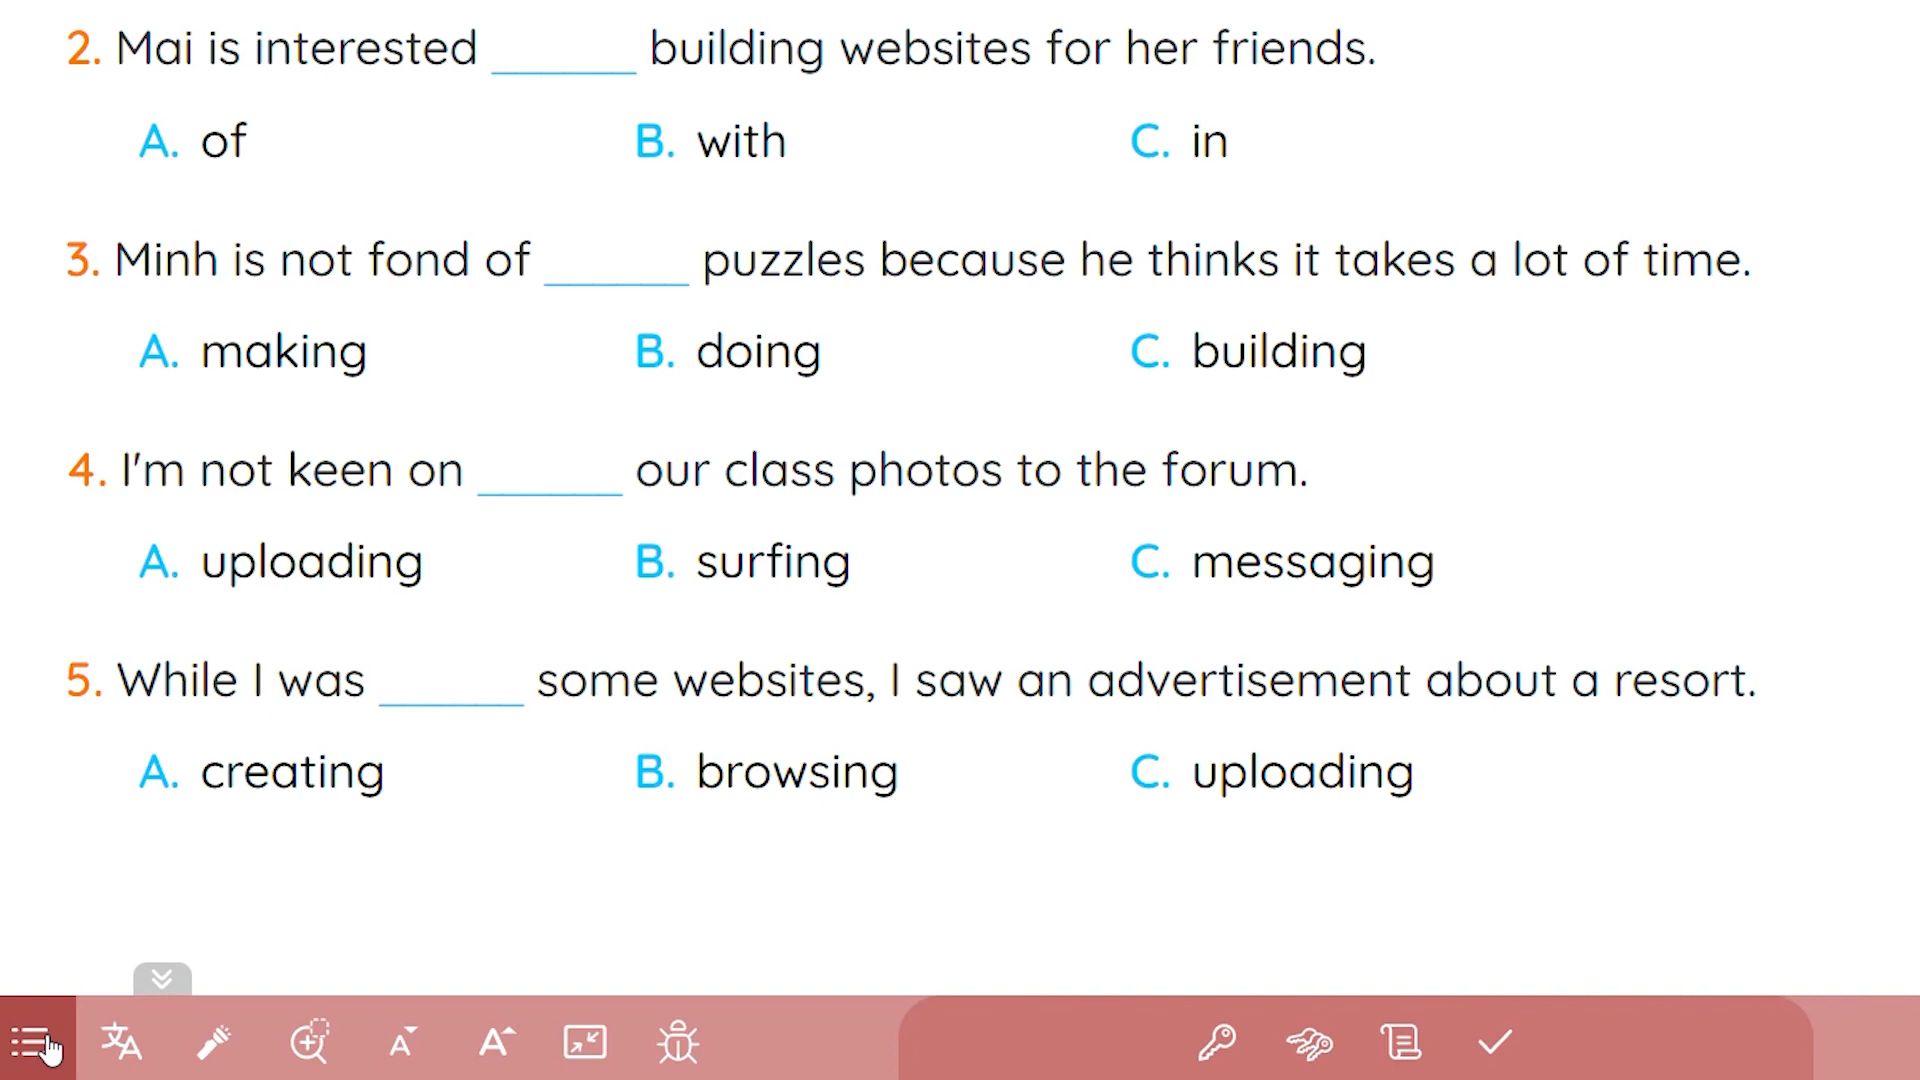 2. Mai is interested ______ building websites for her friends.
A. of B. with C. in
3. Minh is not fond of ______ puzzles because he thinks it takes a lot of time.
A. making B. doing C. building
4. I'm not keen on ______ our class photos to the forum.
A. uploading B. surfing C. messaging
5. While I was ______ some websites, I saw an advertisement about a resort.
A. creating B. browsing C. uploading